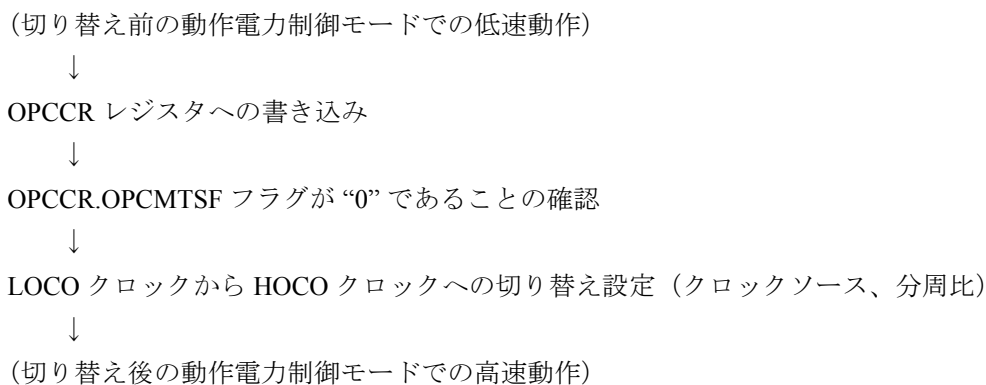 （切り替え前の動作電力制御モードでの低速動作）
↓
OPCCR レジスタへの書き込み
↓
OPCCR.OPCMTSF フラグが “0” であることの確認
↓
LOCO クロックから HOCO クロックへの切り替え設定（クロックソース、分周比）
↓
（切り替え後の動作電力制御モードでの高速動作）